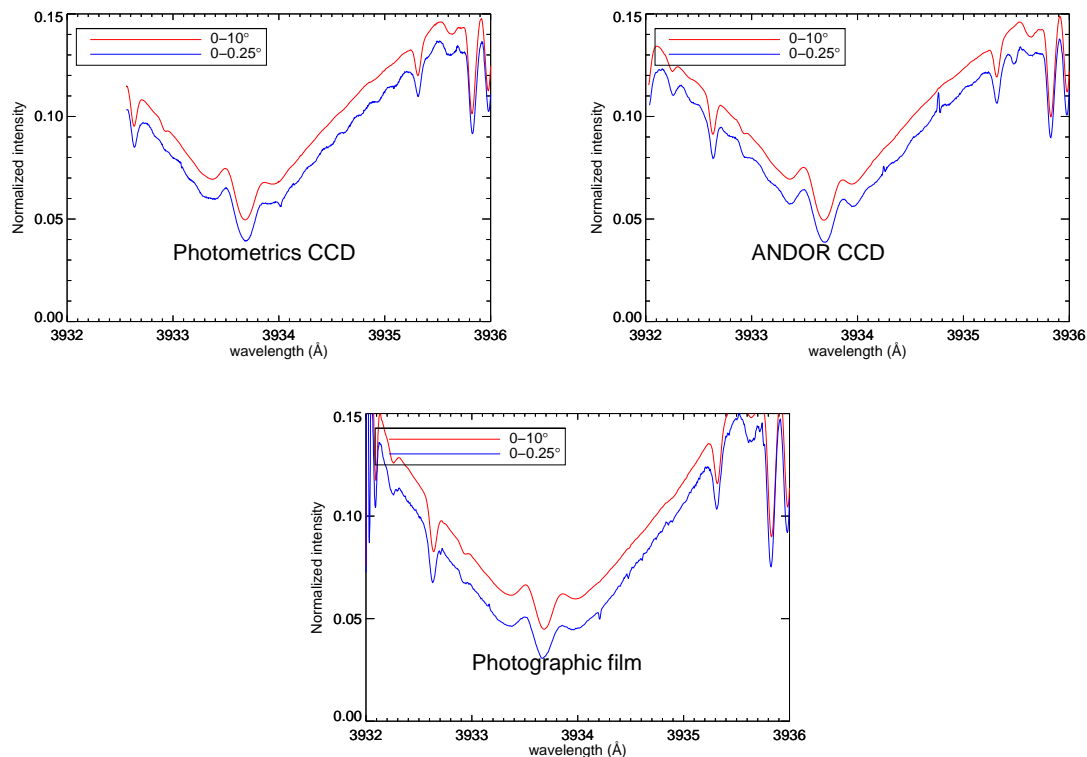 0.15
0–10°
0–0.25°
0.10
0.05
0.00
Normalized intensity
Photometrics CCD
3932 3933 3934 3935 3936
wavelength (Å)
0.15
0–10°
0–0.25°
0.10
0.05
0.00
Normalized intensity
ANDOR CCD
3932 3933 3934 3935 3936
wavelength (Å)
0.15
0–10°
0–0.25°
0.10
0.05
0.00
Normalized intensity
Photographic film
3932 3933 3934 3935 3936
wavelength (Å)